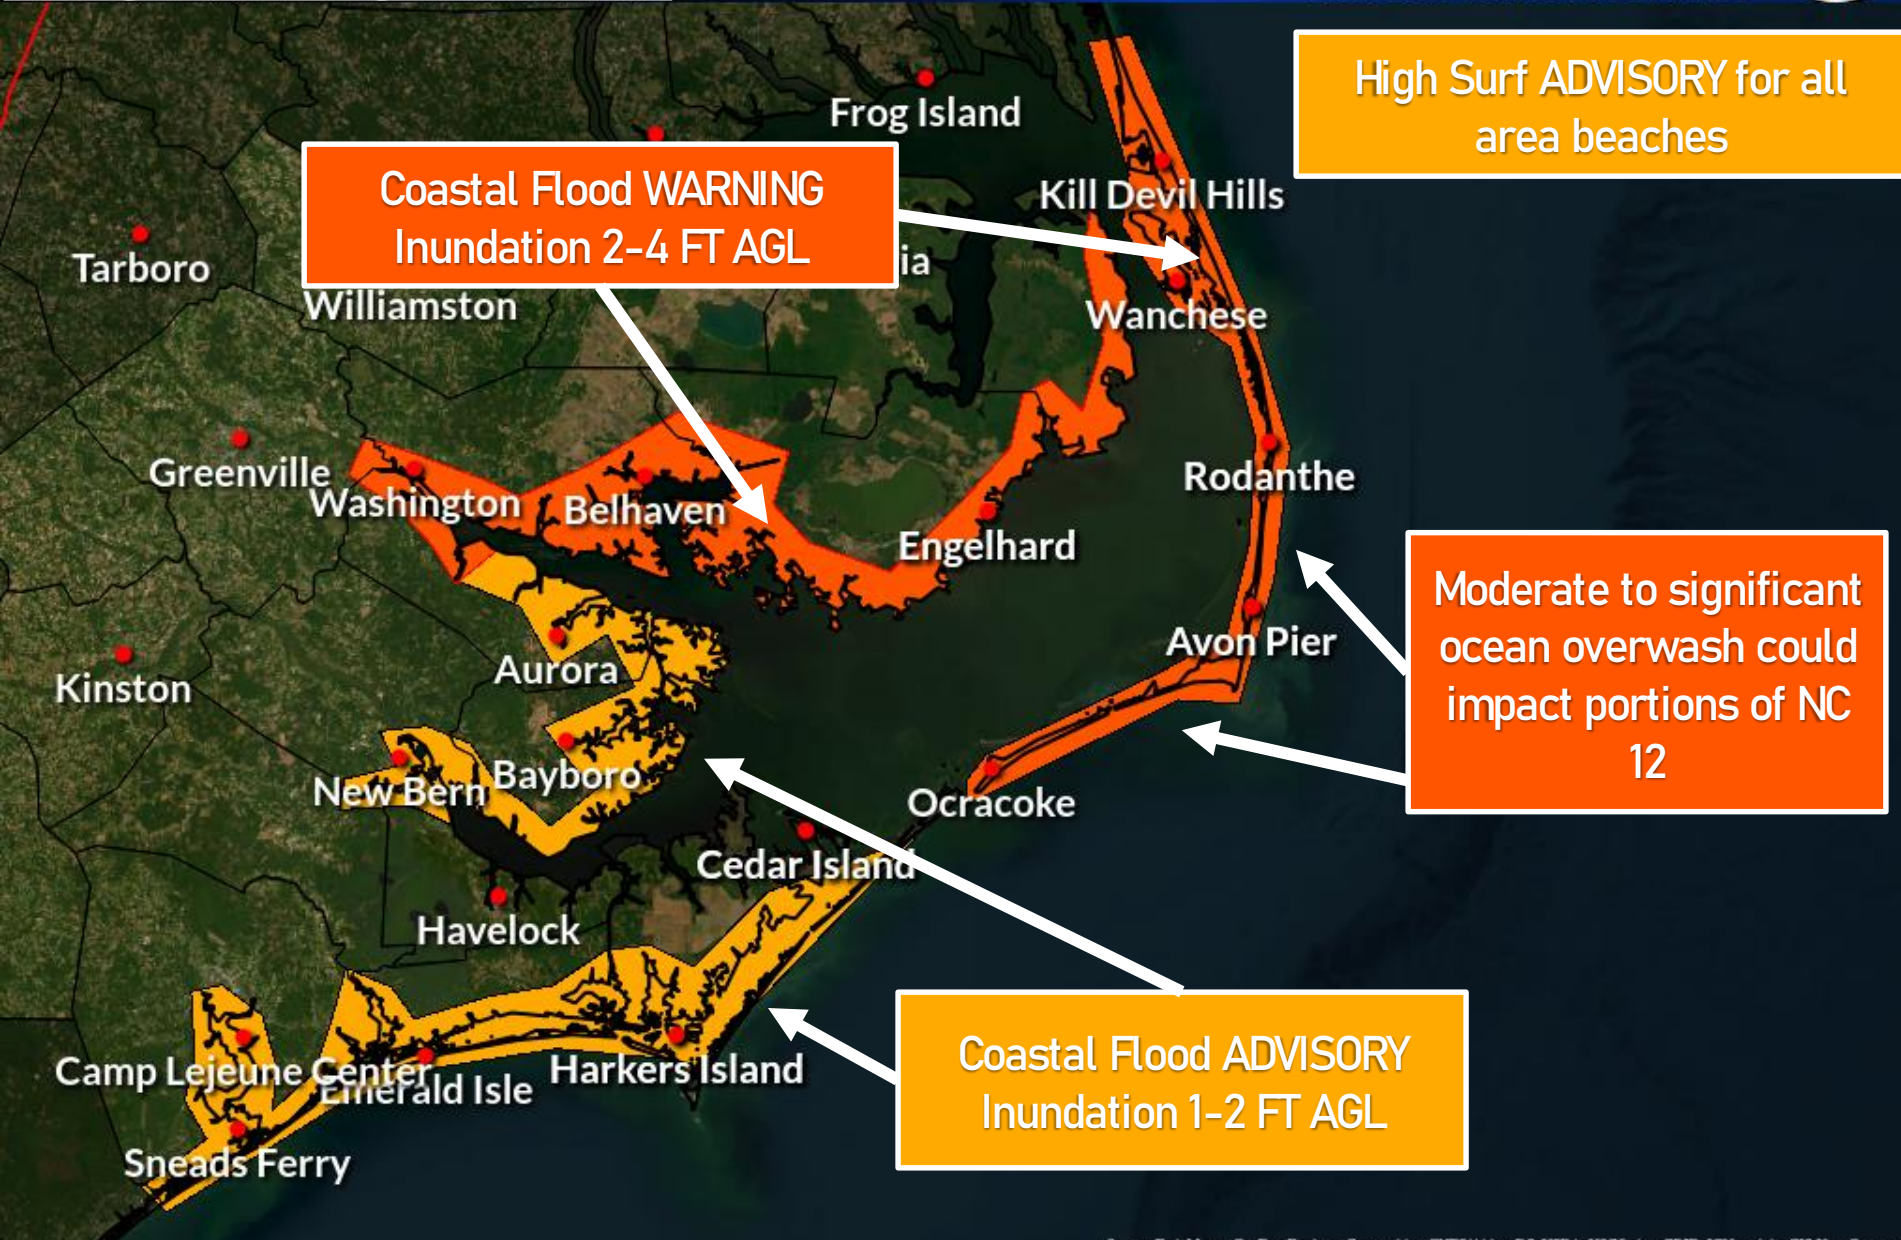 High Surf ADVISORY for all
area beaches
Frog Island
Coastal Flood WARNING
Inundation 2-4 FT AGL
Kill Devil Hills
ia
Tarboro
Williamston
Wanchese
Greenville
Washington
Belhaven
Engelhard
Rodanthe
Moderate to significant
ocean overwash could
impact portions of NC
12
Avon Pier
Aurora
Kinston
New Bern
Bayboro
Ocracoke
Cedar Island
Havelock
Camp Lejeune Center
Emerald Isle
Harkers Island
Coastal Flood ADVISORY
Inundation 1-2 FT AGL
Sneads Ferry